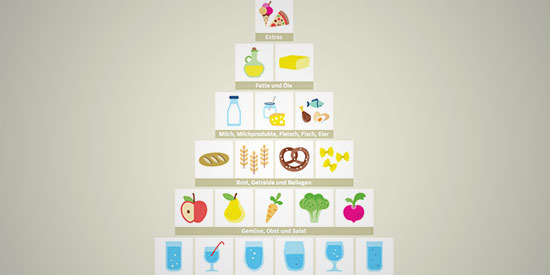 Extras
Fette und Öle
Milch, Milchprodukte, Fleisch, Fisch, Eier
Brot, Getreide und Beilagen
Gemüse, Obst und Salat